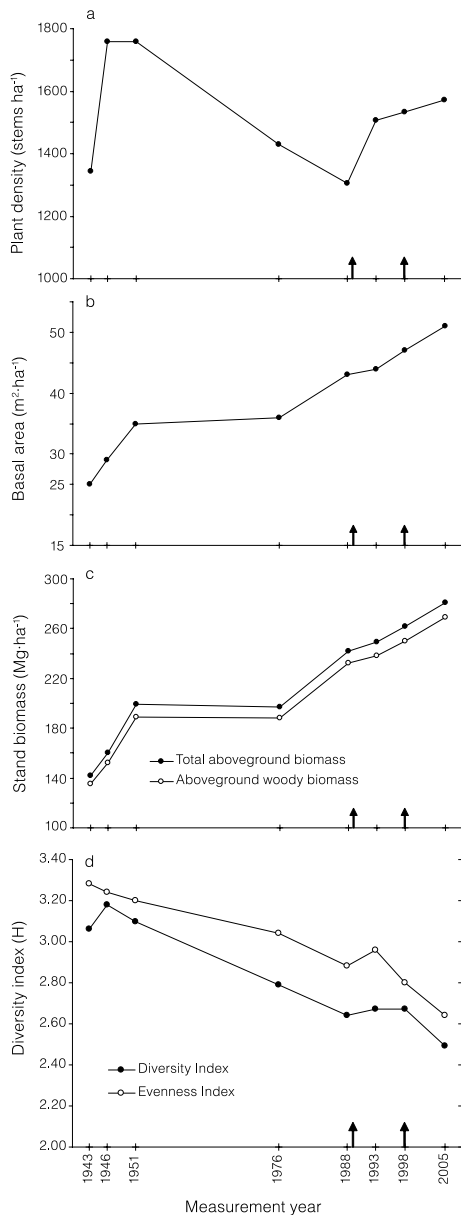 a
1800
1600
1400
1200
1000
Plant density (stems ha⁻¹)
b
50
40
35
25
15
Basal area (m²·ha⁻¹)
c
300
260
220
180
140
100
Stand biomass (Mg·ha⁻¹)
Total aboveground biomass
Aboveground woody biomass
d
3.40
3.20
3.00
2.80
2.60
2.40
2.00
Diversity index (H)
Diversity Index
Evenness Index
1943
1946
1951
1976
1988
1993
1998
2005
Measurement year